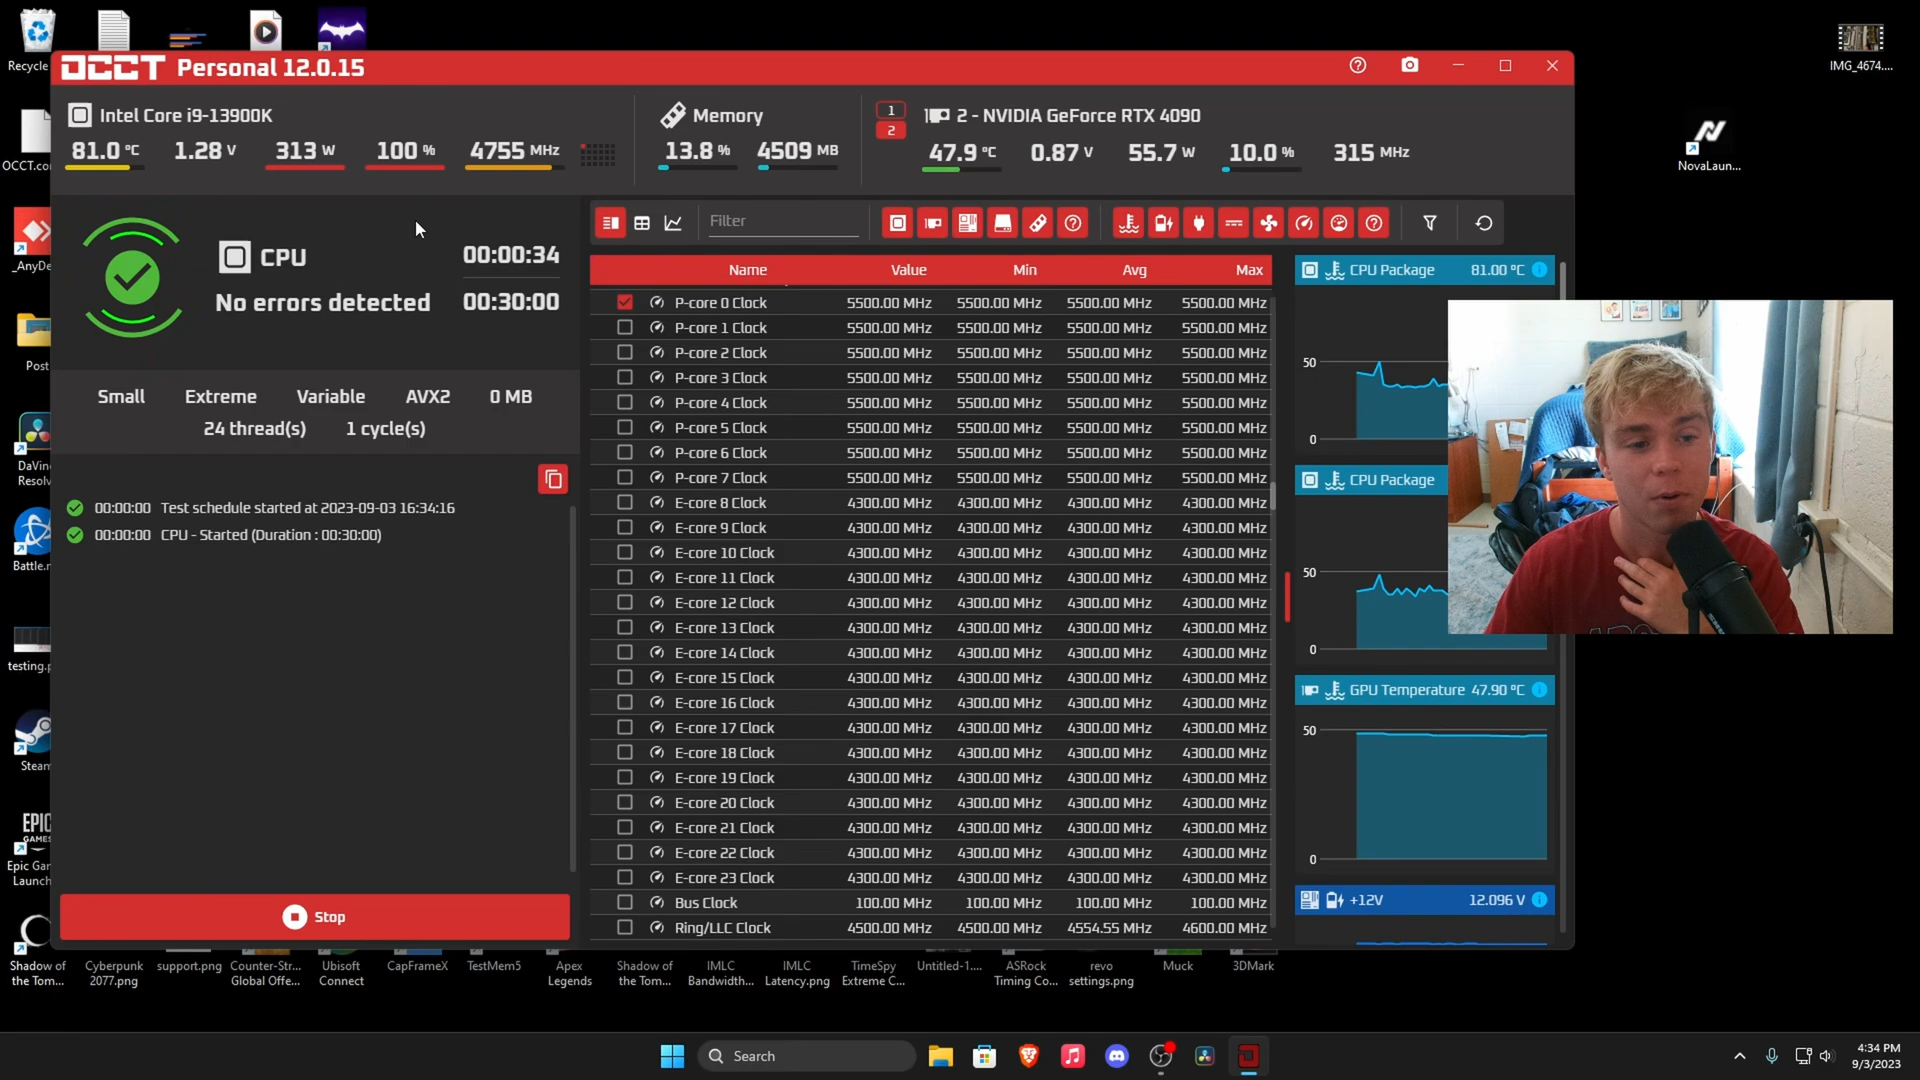 Recycle
IMG_4674....
OCCT Personal 12.0.15
Intel Core i9-13900K
81.0 °C 1.28 V 313 W 100 % 4755 MHz
Memory
13.8 % 4509 MB
1
2
2 - NVIDIA GeForce RTX 4090
47.9 °C 0.87 V 55.7 W 10.0 % 315 MHz
OCCT.co
NovaLaun...
_AnyDe
Post
DaVin
Resolv
Battle.n
testing.p
Steam
EPIC
GAMES
Epic Gar
Launch
CPU
00:00:34
No errors detected
00:30:00
Small Extreme Variable AVX2 0 MB
24 thread(s) 1 cycle(s)
00:00:00 Test schedule started at 2023-09-03 16:34:16
00:00:00 CPU - Started (Duration : 00:30:00)
Stop
Filter
Name Value Min Avg Max
P-core 0 Clock 5500.00 MHz 5500.00 MHz 5500.00 MHz 5500.00 MHz
P-core 1 Clock 5500.00 MHz 5500.00 MHz 5500.00 MHz 5500.00 MHz
P-core 2 Clock 5500.00 MHz 5500.00 MHz 5500.00 MHz 5500.00 MHz
P-core 3 Clock 5500.00 MHz 5500.00 MHz 5500.00 MHz 5500.00 MHz
P-core 4 Clock 5500.00 MHz 5500.00 MHz 5500.00 MHz 5500.00 MHz
P-core 5 Clock 5500.00 MHz 5500.00 MHz 5500.00 MHz 5500.00 MHz
P-core 6 Clock 5500.00 MHz 5500.00 MHz 5500.00 MHz 5500.00 MHz
P-core 7 Clock 5500.00 MHz 5500.00 MHz 5500.00 MHz 5500.00 MHz
E-core 8 Clock 4300.00 MHz 4300.00 MHz 4300.00 MHz 4300.00 MHz
E-core 9 Clock 4300.00 MHz 4300.00 MHz 4300.00 MHz 4300.00 MHz
E-core 10 Clock 4300.00 MHz 4300.00 MHz 4300.00 MHz 4300.00 MHz
E-core 11 Clock 4300.00 MHz 4300.00 MHz 4300.00 MHz 4300.00 MHz
E-core 12 Clock 4300.00 MHz 4300.00 MHz 4300.00 MHz 4300.00 MHz
E-core 13 Clock 4300.00 MHz 4300.00 MHz 4300.00 MHz 4300.00 MHz
E-core 14 Clock 4300.00 MHz 4300.00 MHz 4300.00 MHz 4300.00 MHz
E-core 15 Clock 4300.00 MHz 4300.00 MHz 4300.00 MHz 4300.00 MHz
E-core 16 Clock 4300.00 MHz 4300.00 MHz 4300.00 MHz 4300.00 MHz
E-core 17 Clock 4300.00 MHz 4300.00 MHz 4300.00 MHz 4300.00 MHz
E-core 18 Clock 4300.00 MHz 4300.00 MHz 4300.00 MHz 4300.00 MHz
E-core 19 Clock 4300.00 MHz 4300.00 MHz 4300.00 MHz 4300.00 MHz
E-core 20 Clock 4300.00 MHz 4300.00 MHz 4300.00 MHz 4300.00 MHz
E-core 21 Clock 4300.00 MHz 4300.00 MHz 4300.00 MHz 4300.00 MHz
E-core 22 Clock 4300.00 MHz 4300.00 MHz 4300.00 MHz 4300.00 MHz
E-core 23 Clock 4300.00 MHz 4300.00 MHz 4300.00 MHz 4300.00 MHz
Bus Clock 100.00 MHz 100.00 MHz 100.00 MHz 100.00 MHz
Ring/LLC Clock 4500.00 MHz 4500.00 MHz 4554.55 MHz 4600.00 MHz
CPU Package 81.00 °C
50
0
CPU Package
50
0
GPU Temperature 47.90 °C
50
0
+12V 12.096 V
Shadow of
the Tom...
Cyberpunk
2077.png
support.png
Counter-Str...
Global Offe...
Ubisoft
Connect
CapFrameX
TestMem5
Apex
Legends
Shadow of
the Tom...
IMLC
Bandwidth...
IMLC
Latency.png
TimeSpy
Extreme C...
Untitled-1....
ASRock
Timing Co...
revo
settings.png
Muck
3DMark
Search
4:34 PM
9/3/2023